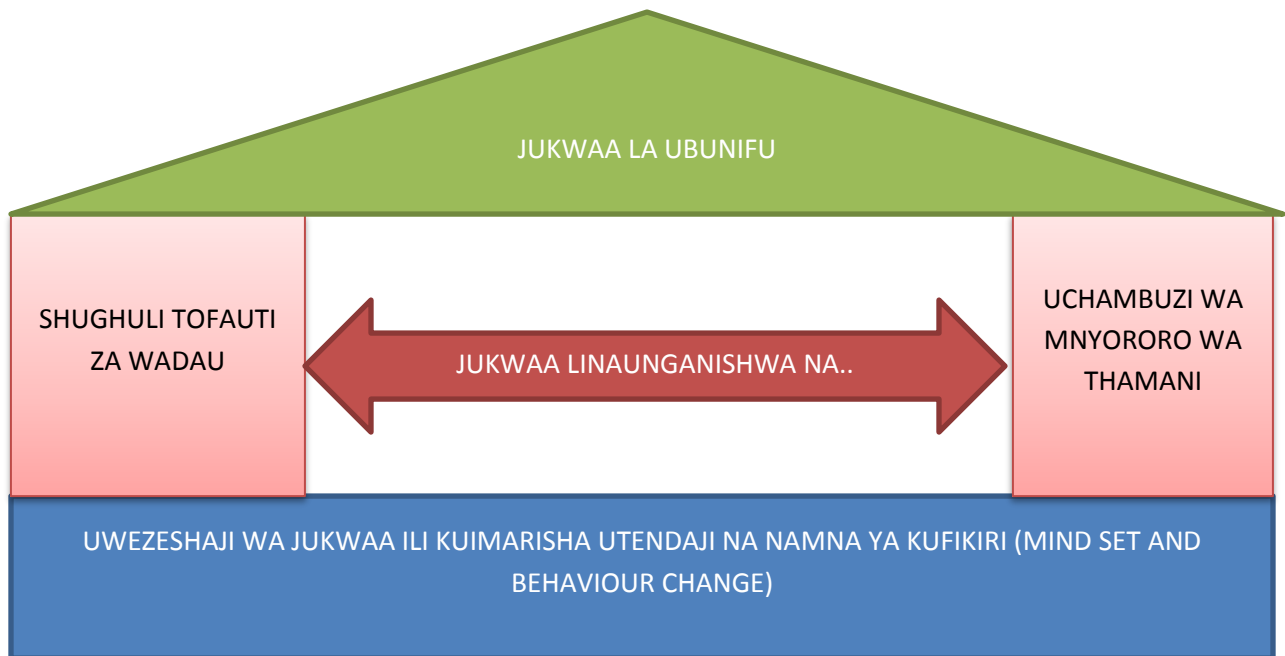 JUKWAA LA UBUNIFU
SHUGHULI TOFAUTI
ZA WADAU
JUKWAA LINAUNGANISHWA NA..
UCHAMBUZI WA
MNYORORO WA
THAMANI
UWEZESHAJI WA JUKWAA ILI KUIMARISHA UTENDAJI NA NAMNA YA KUFIKIRI (MIND SET AND
BEHAVIOUR CHANGE)